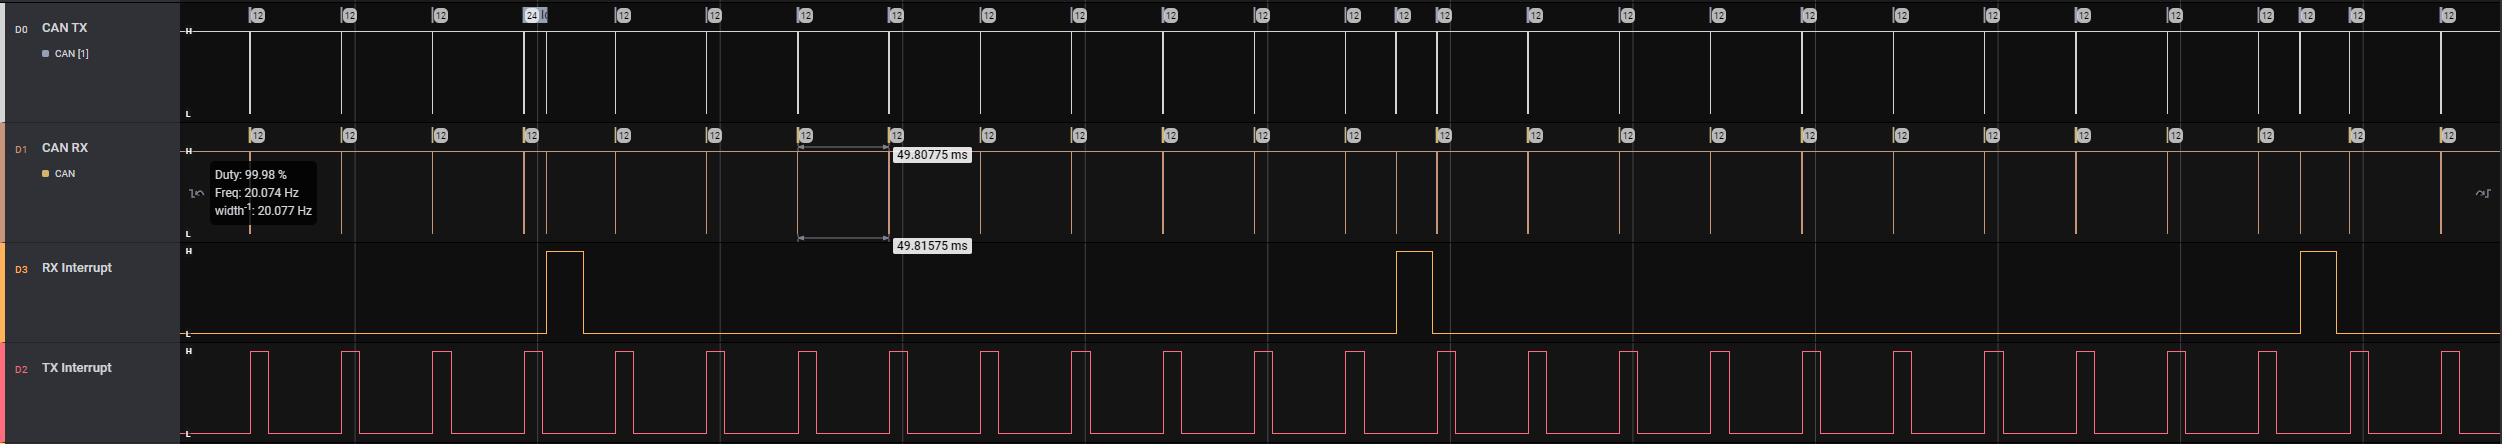 12 12 12 24 12 12 12 12 12 12 12 12 12 12 12 12 12 12 12 12 12 12 12 12 12 12 12
D0 CAN TX
H
CAN [1]
L
12 12 12 12 12 12 12 12 12 12 12 12 12 12 12 12 12 12 12 12 12 12 12 12 12
D1 CAN RX
H
49.80775 ms
CAN
Duty: 99.98 %
Freq: 20.074 Hz
width-1: 20.077 Hz
L
49.81575 ms
H
D3 RX Interrupt
L
H
D2 TX Interrupt
L